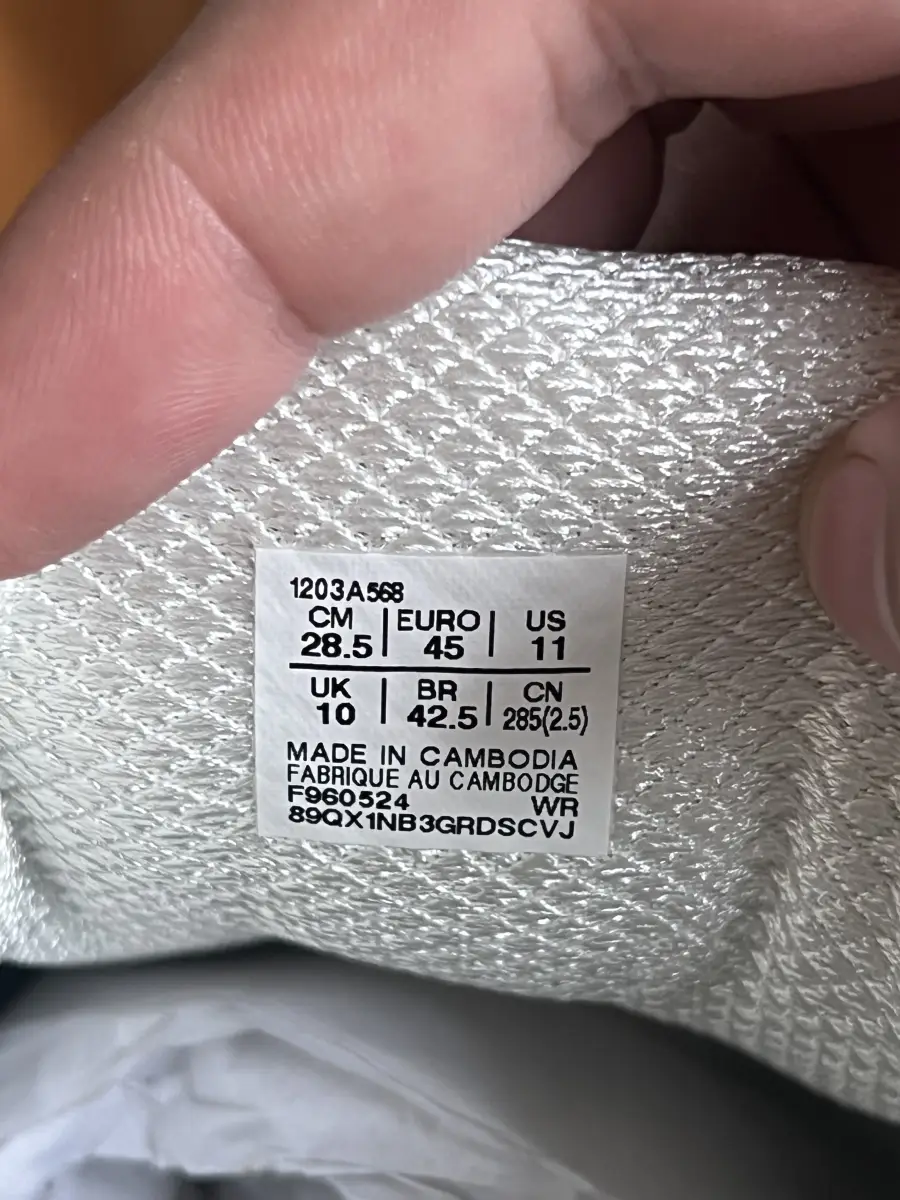 1203A568
CM | EURO | US
28.5 | 45 | 11
UK | BR | CN
10 | 42.5 | 285(2.5)
MADE IN CAMBODIA
FABRIQUE AU CAMBODGE
F960524 WR
89QX1NB3GRDSCVJ